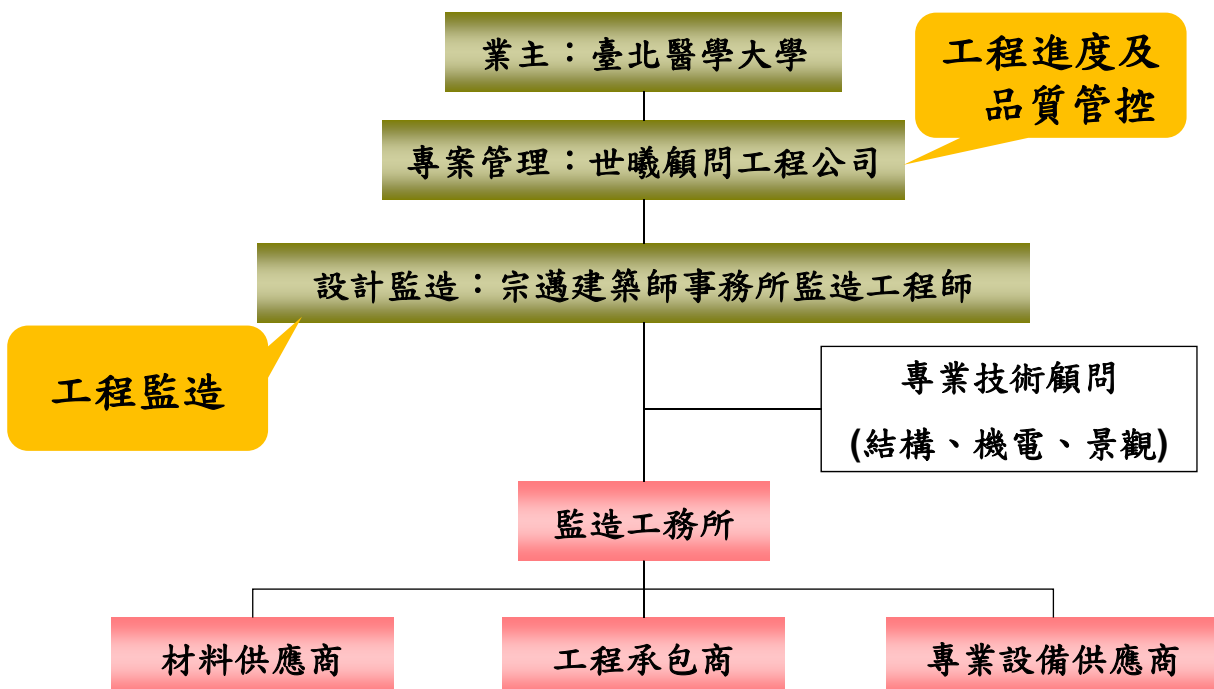 業主：臺北醫學大學
工程進度及
品質管控
專案管理：世曦顧問工程公司
設計監造：宗邁建築師事務所監造工程師
工程監造
專業技術顧問
(結構、機電、景觀)
監造工務所
材料供應商
工程承包商
專業設備供應商